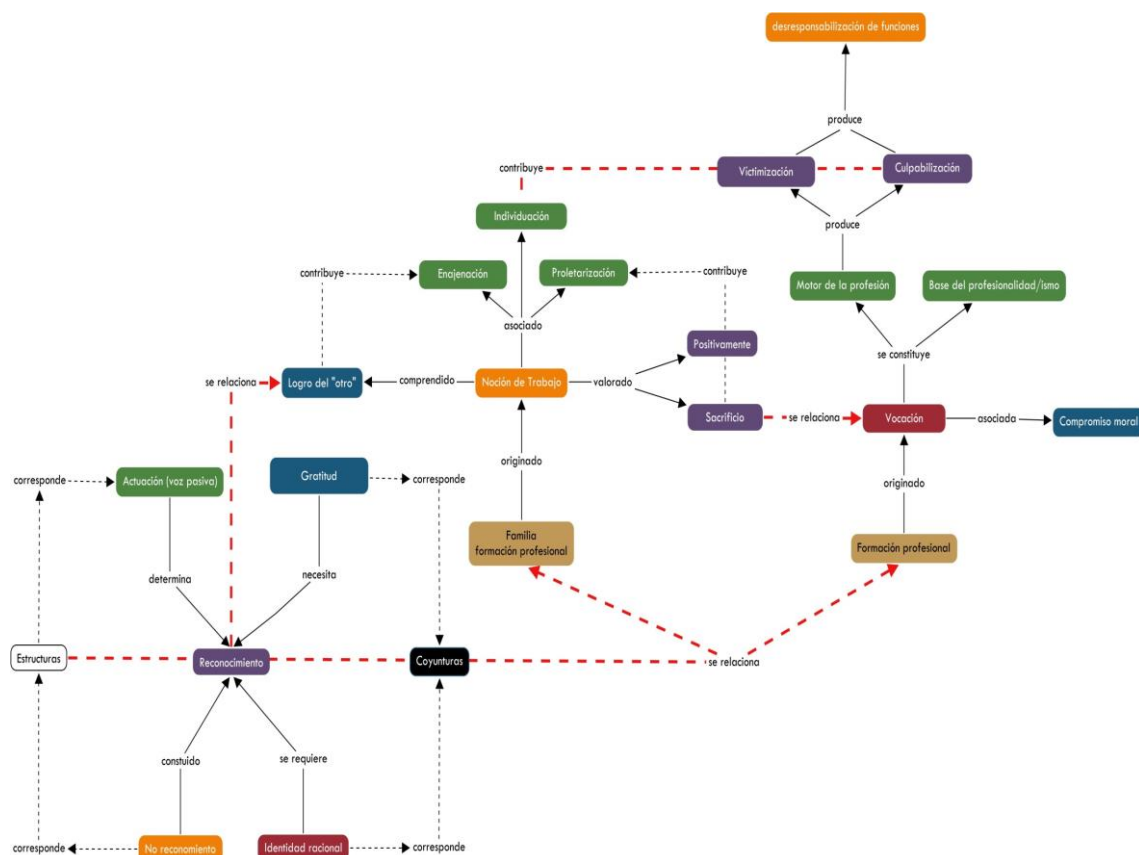 desresponsabilización de funciones
produce
contribuye
Victimización
Culpabilización
Individuación
produce
contribuye
Enajenación
Proletarización
contribuye
Motor de la profesión
Base del profesionalidad/ismo
asociado
Positivamente
se constituye
se relaciona
Logro del "otro"
comprendido
Noción de Trabajo
valorado
Sacrificio
se relaciona
Vocación
asociada
Compromiso moral
originado
originado
corresponde
Actuación (voz pasiva)
Gratitud
corresponde
Familia
formación profesional
Formación profesional
determina
necesita
Estructuras
Reconocimiento
Coyunturas
se relaciona
constuido
se requiere
corresponde
No reconomiento
Identidad racional
corresponde